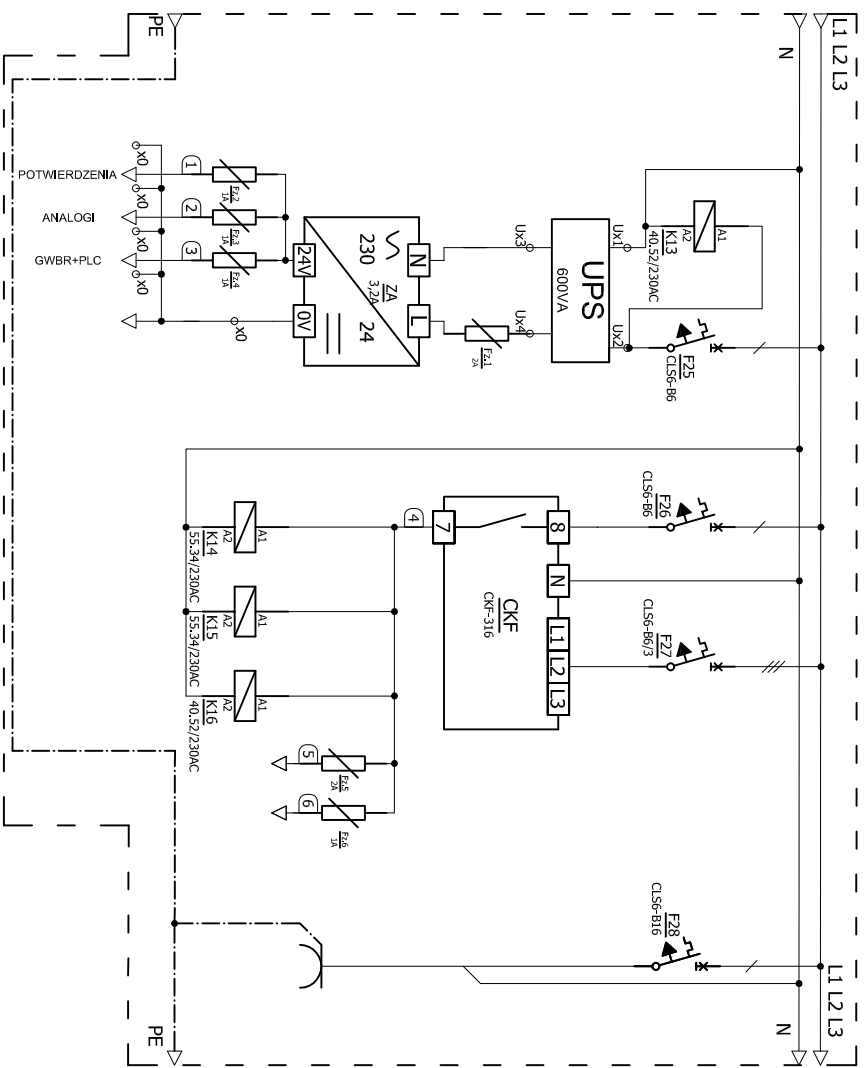 L1 L2 L3
N
PE
K13
40.52/230AC
A1
A2
F25
CLS6-B6
Ux1
Ux2
UPS
600VA
Ux3
Ux4
Fz.1
2A
N
L
230
ZA
3,2A
24
24V
0V
x0
Fz.2
1A
Fz.3
1A
Fz.4
1A
1
2
3
x0
x0
x0
x0
POTWIERDZENIA
ANALOGI
GWBR+PLC
F26
CLS6-B6
F27
CLS6-B6/3
8
N
L1
L2
L3
CKF
CKF-316
7
4
K14
55.34/230AC
A1
A2
K15
55.34/230AC
A1
A2
K16
40.52/230AC
A1
A2
5
Fz.5
2A
6
Fz.6
1A
F28
CLS6-B16
L1 L2 L3
N
PE